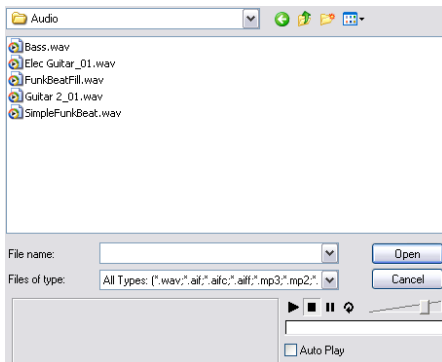 Audio
Bass.wav
Elec Guitar_01.wav
FunkBeatFill.wav
Guitar 2_01.wav
SimpleFunkBeat.wav
File name:
Open
Files of type:
All Types: (*.wav;*.aif;*.aifc;*.aiff;*.mp3;*.mp2;*.
Cancel
Auto Play